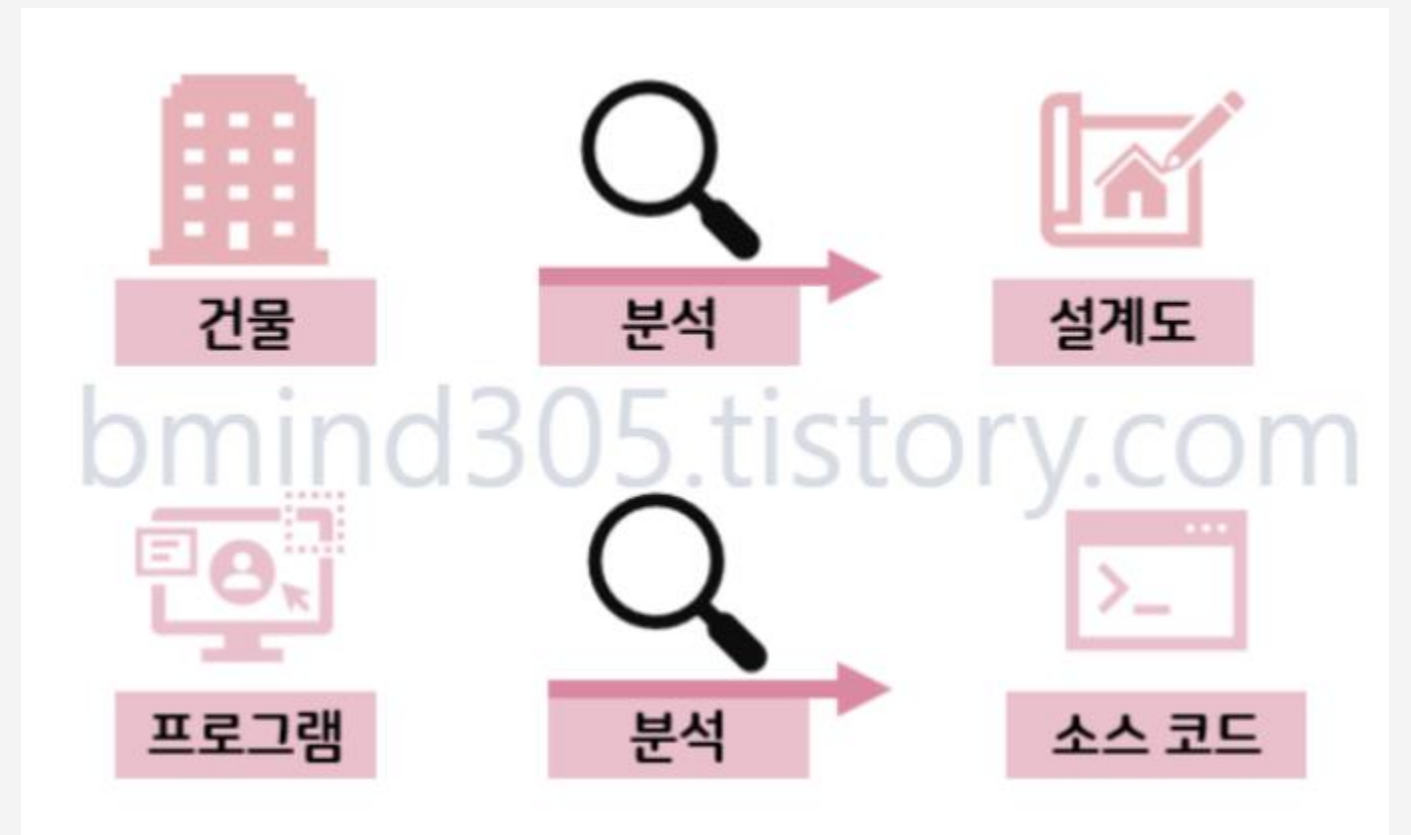 건물
분석
설계도
bmind305.tistory.com
프로그램
분석
소스 코드